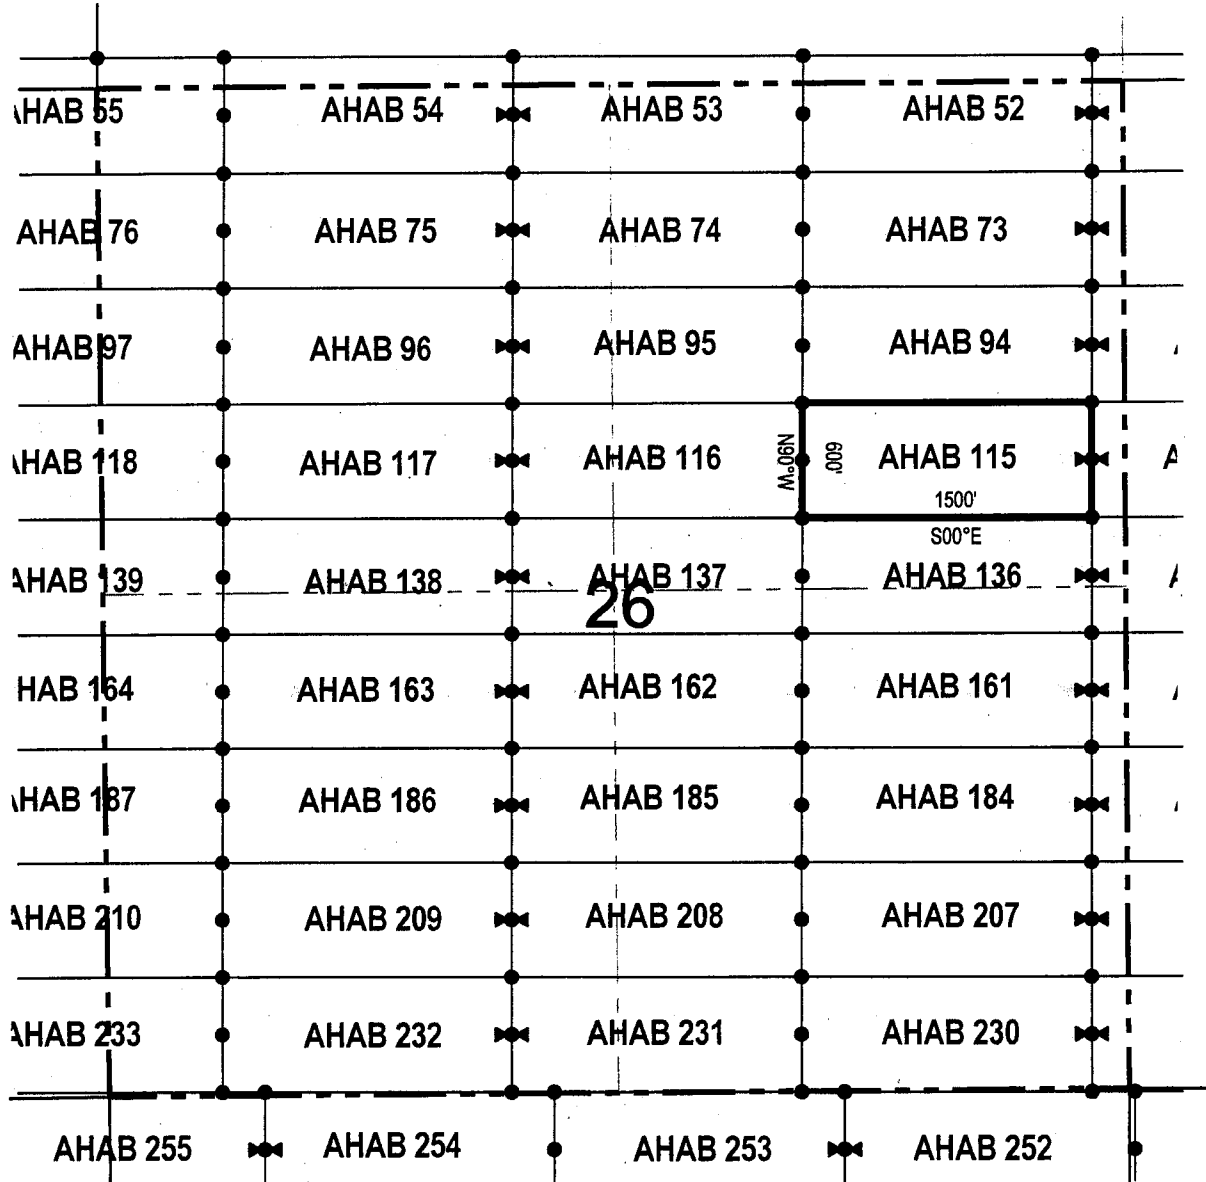 AHAB 55 AHAB 54 AHAB 53 AHAB 52
AHAB 76 AHAB 75 AHAB 74 AHAB 73
AHAB 97 AHAB 96 AHAB 95 AHAB 94
AHAB 118 AHAB 117 AHAB 116 N90°W 600' AHAB 115
1500'
S00°E
AHAB 139 AHAB 138 AHAB 137 AHAB 136
26
HAB 164 AHAB 163 AHAB 162 AHAB 161
AHAB 187 AHAB 186 AHAB 185 AHAB 184
AHAB 210 AHAB 209 AHAB 208 AHAB 207
AHAB 233 AHAB 232 AHAB 231 AHAB 230
AHAB 255 AHAB 254 AHAB 253 AHAB 252